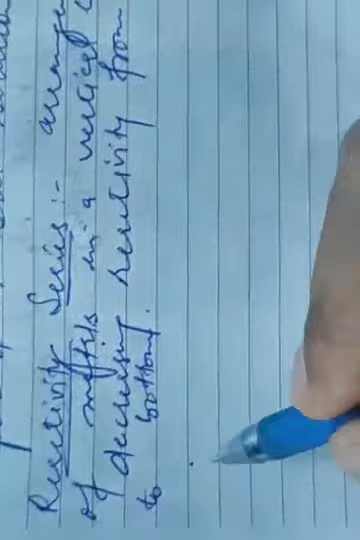 Reactivity Series :- arrange
of metals in a vertical c
decreasing reactivity from
to bottom.